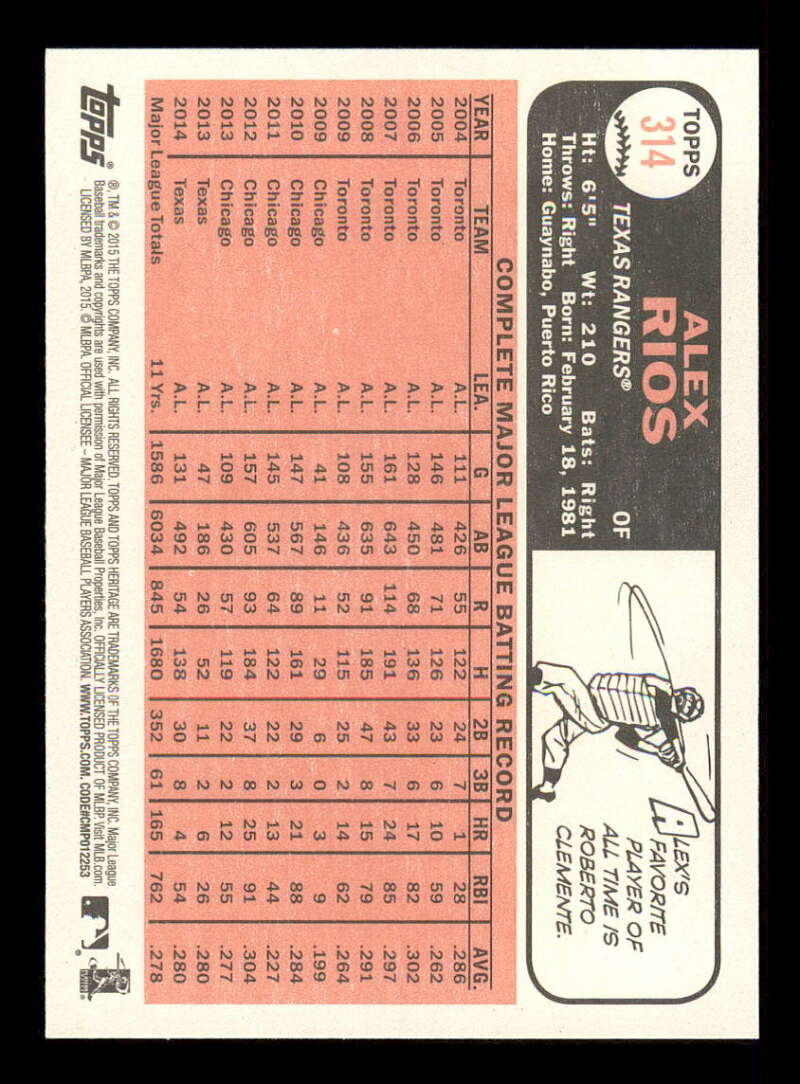 TOPPS
314
ALEX
RIOS
TEXAS RANGERS® OF
Ht: 6'5" Wt: 210 Bats: Right
Throws: Right Born: February 18, 1981
Home: Guaynabo, Puerto Rico
ALEX'S
FAVORITE
PLAYER OF
ALL TIME IS
ROBERTO
CLEMENTE.
COMPLETE MAJOR LEAGUE BATTING RECORD
YEAR TEAM LEA. G AB R H 2B 3B HR RBI AVG.
2004 Toronto A.L. 111 426 55 122 24 7 1 28 .286
2005 Toronto A.L. 146 481 71 126 23 6 10 59 .262
2006 Toronto A.L. 128 450 68 136 33 6 17 82 .302
2007 Toronto A.L. 161 643 114 191 43 7 24 85 .297
2008 Toronto A.L. 155 635 91 185 47 8 15 79 .291
2009 Toronto A.L. 108 436 52 115 25 2 14 62 .264
2009 Chicago A.L. 41 146 11 29 6 0 3 9 .199
2010 Chicago A.L. 147 567 89 161 29 3 21 88 .284
2011 Chicago A.L. 145 537 64 122 22 2 13 44 .227
2012 Chicago A.L. 157 605 93 184 37 8 25 91 .304
2013 Chicago A.L. 109 430 57 119 22 2 12 55 .277
2013 Texas A.L. 47 186 26 52 11 2 6 26 .280
2014 Texas A.L. 131 492 54 138 30 8 4 54 .280
Major League Totals 11 Yrs. 1586 6034 845 1680 352 61 165 762 .278
topps®
®, TM & © 2015 THE TOPPS COMPANY, INC. ALL RIGHTS RESERVED. TOPPS AND TOPPS HERITAGE ARE TRADEMARKS OF THE TOPPS COMPANY, INC. Major League
Baseball trademarks and copyrights are used with permission of Major League Baseball Properties, Inc. OFFICIALLY LICENSED PRODUCT OF MLBP. Visit MLB.com.
LICENSED BY MLBPA, 2015. © MLBPA. OFFICIAL LICENSEE – MAJOR LEAGUE BASEBALL PLAYERS ASSOCIATION. WWW.TOPPS.COM. CODE#CMP012253